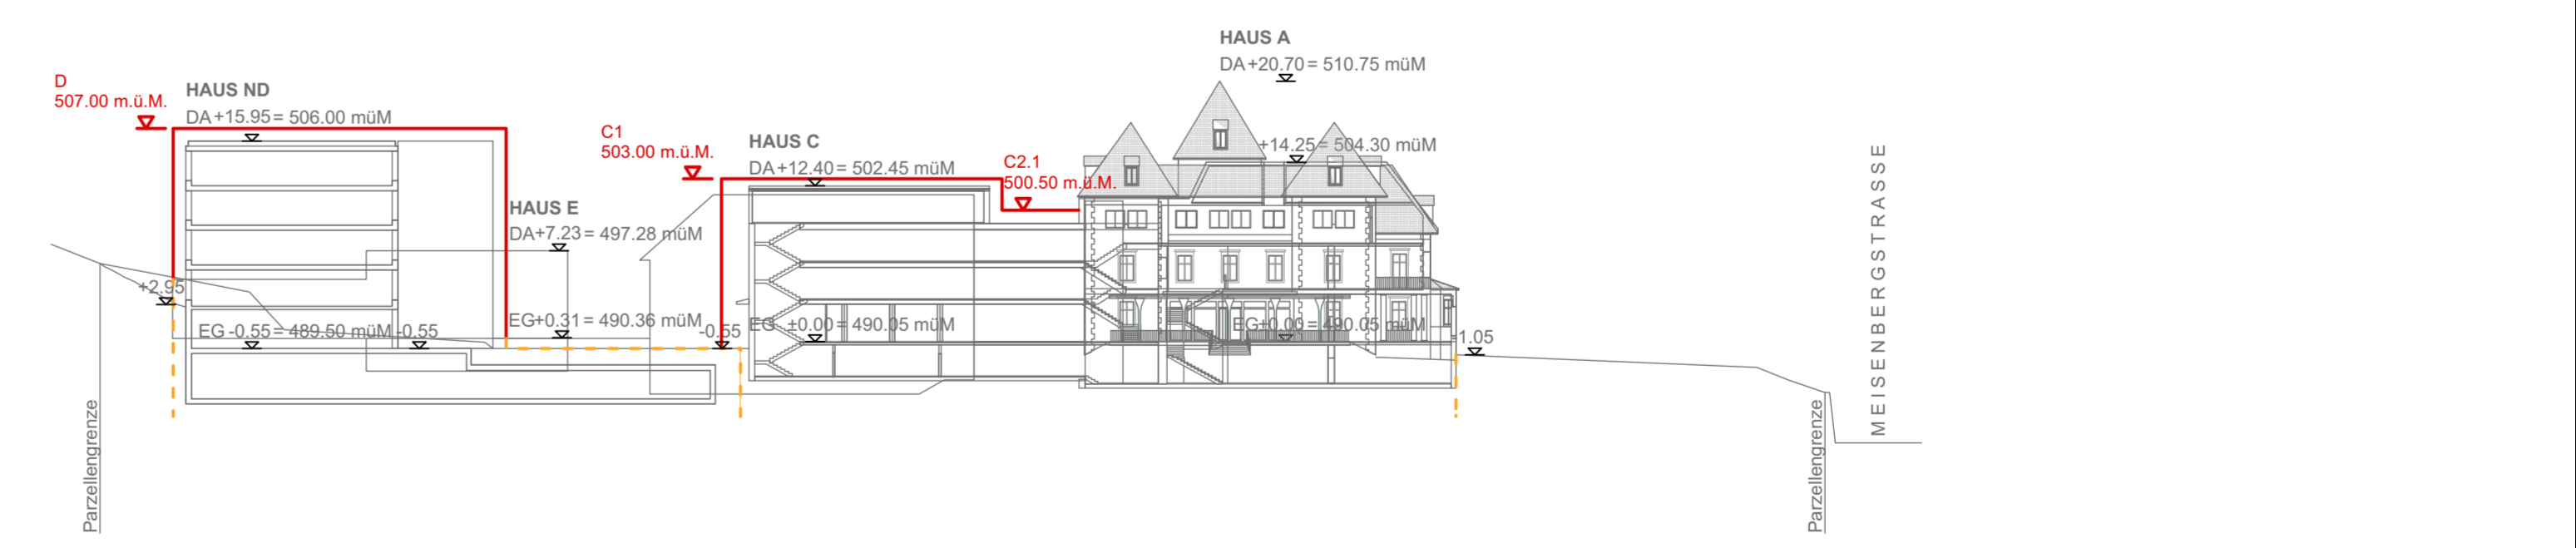 HAUS A
DA+20.70= 510.75 müM
D
507.00 m.ü.M.
HAUS ND
DA+15.95= 506.00 müM
C1
503.00 m.ü.M.
HAUS C
DA+12.40= 502.45 müM
+14.25= 504.30 müM
C2.1
500.50 m.ü.M.
HAUS E
DA+7.23= 497.28 müM
+2.95
EG -0.55= 489.50 müM
-0.55
EG+0.31= 490.36 müM
-0.55
EG ±0.00= 490.05 müM
EG±0.00= 490.05 müM
-1.05
Parzellengrenze
Parzellengrenze
MEISENBERGSTRASSE